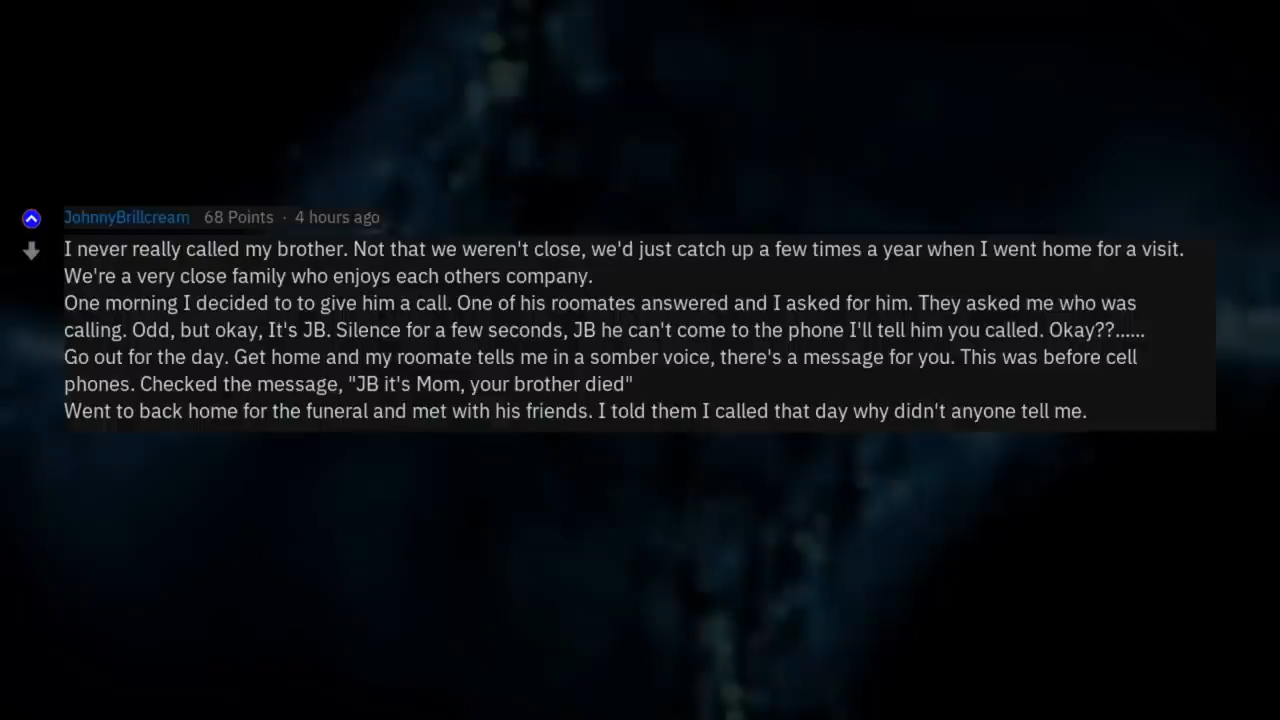 JohnnyBrillcream 68 Points · 4 hours ago
I never really called my brother. Not that we weren't close, we'd just catch up a few times a year when I went home for a visit.
We're a very close family who enjoys each others company.
One morning I decided to to give him a call. One of his roomates answered and I asked for him. They asked me who was
calling. Odd, but okay, It's JB. Silence for a few seconds, JB he can't come to the phone I'll tell him you called. Okay??......
Go out for the day. Get home and my roomate tells me in a somber voice, there's a message for you. This was before cell
phones. Checked the message, "JB it's Mom, your brother died"
Went to back home for the funeral and met with his friends. I told them I called that day why didn't anyone tell me.